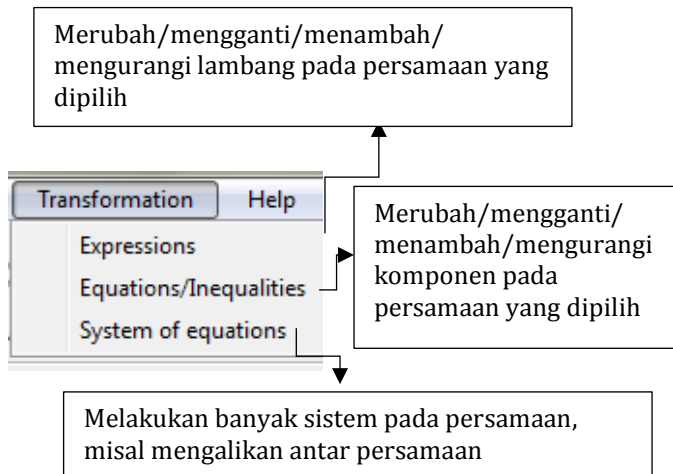 Merubah/mengganti/menambah/
mengurangi lambang pada persamaan yang
dipilih
Transformation Help
Expressions
Equations/Inequalities
System of equations
Merubah/mengganti/
menambah/mengurangi
komponen pada
persamaan yang dipilih
Melakukan banyak sistem pada persamaan,
misal mengalikan antar persamaan